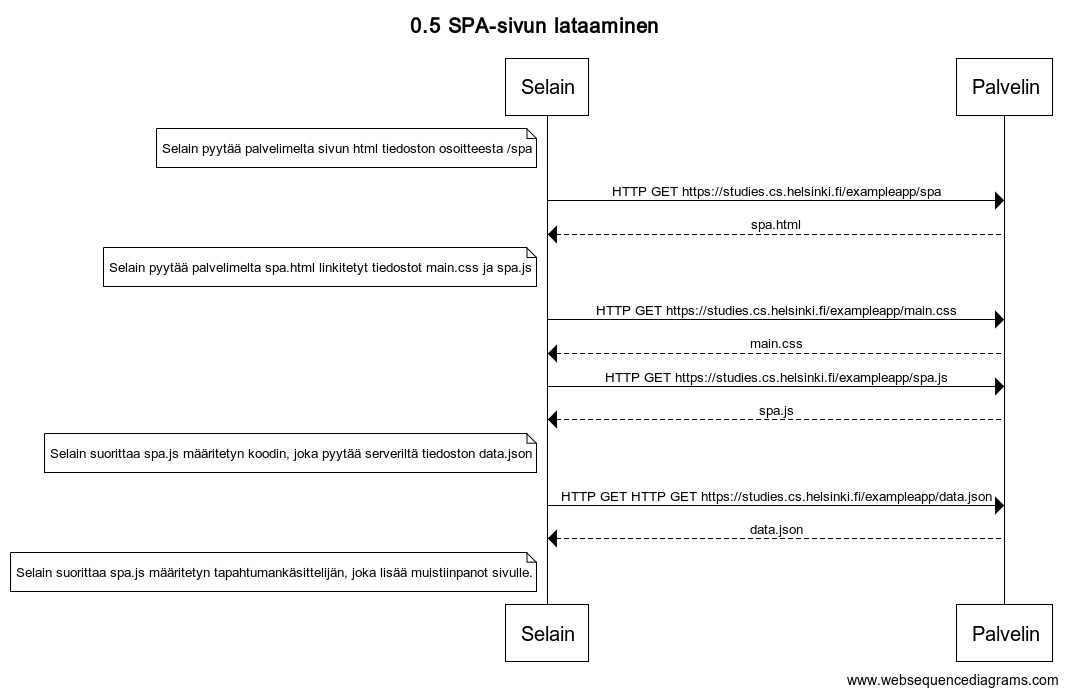 0.5 SPA-sivun lataaminen
Selain
Palvelin
Selain pyytää palvelimelta sivun html tiedoston osoitteesta /spa
HTTP GET https://studies.cs.helsinki.fi/exampleapp/spa
spa.html
Selain pyytää palvelimelta spa.html linkitetyt tiedostot main.css ja spa.js
HTTP GET https://studies.cs.helsinki.fi/exampleapp/main.css
main.css
HTTP GET https://studies.cs.helsinki.fi/exampleapp/spa.js
spa.js
Selain suorittaa spa.js määritetyn koodin, joka pyytää serveriltä tiedoston data.json
HTTP GET HTTP GET https://studies.cs.helsinki.fi/exampleapp/data.json
data.json
Selain suorittaa spa.js määritetyn tapahtumankäsittelijän, joka lisää muistiinpanot sivulle.
Selain
Palvelin
www.websequencediagrams.com